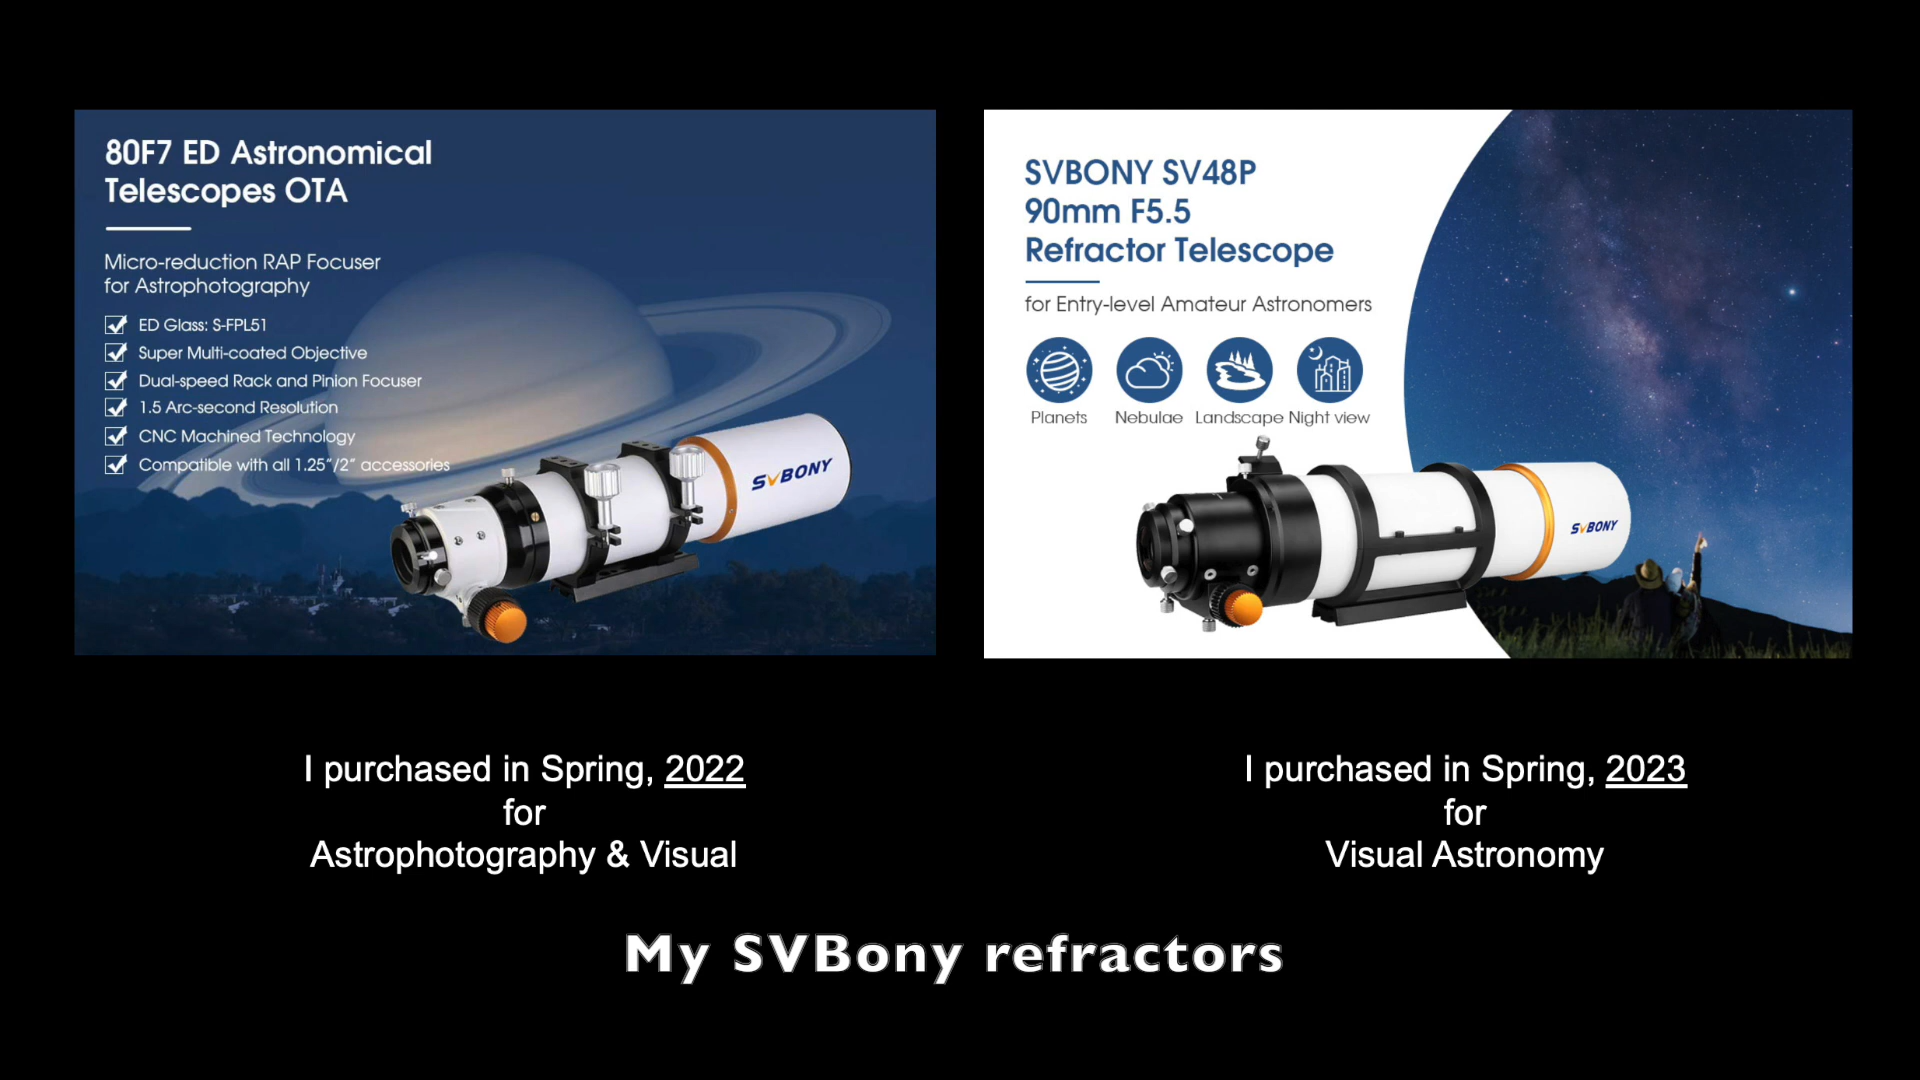 80F7 ED Astronomical
Telescopes OTA
Micro-reduction RAP Focuser
for Astrophotography
ED Glass: S-FPL51
Super Multi-coated Objective
Dual-speed Rack and Pinion Focuser
1.5 Arc-second Resolution
CNC Machined Technology
Compatible with all 1.25“/2” accessories
SVBONY
SVBONY SV48P
90mm F5.5
Refractor Telescope
for Entry-level Amateur Astronomers
Planets Nebulae Landscape Night view
SVBONY
I purchased in Spring, 2022
for
Astrophotography & Visual
I purchased in Spring, 2023
for
Visual Astronomy
My SVBony refractors